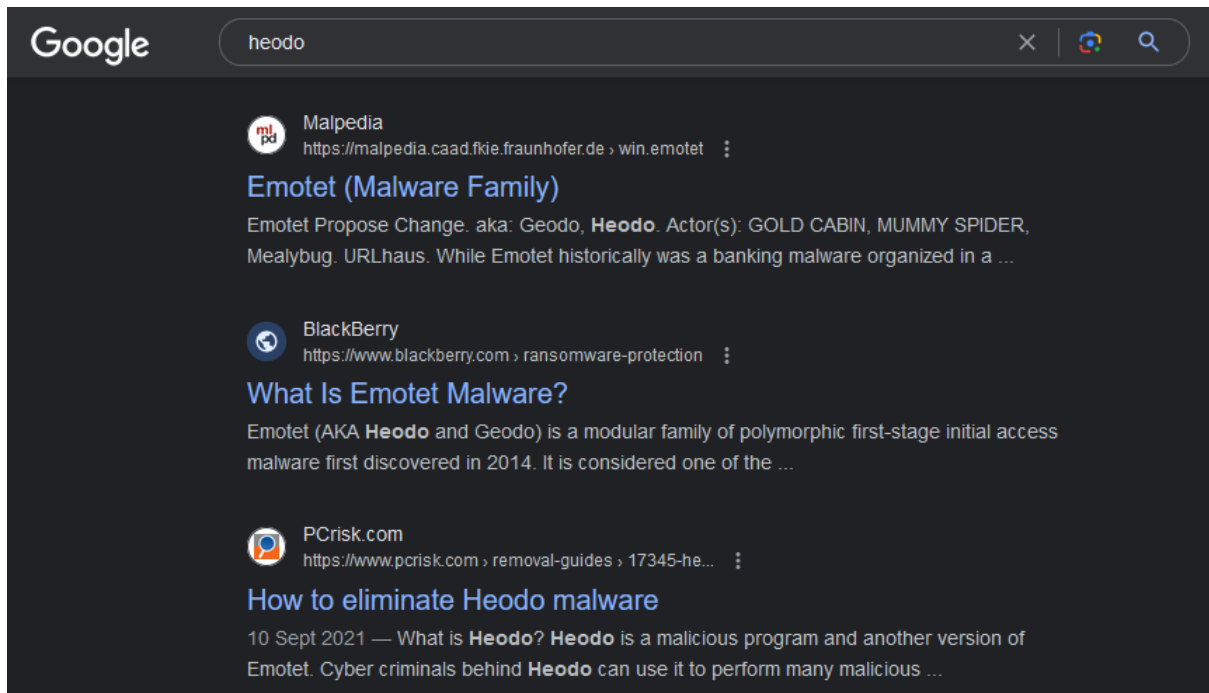 Google
heodo
ml
pd
Malpedia
https://malpedia.caad.fkie.fraunhofer.de › win.emotet
Emotet (Malware Family)
Emotet Propose Change. aka: Geodo, Heodo. Actor(s): GOLD CABIN, MUMMY SPIDER,
Mealybug. URLhaus. While Emotet historically was a banking malware organized in a ...
BlackBerry
https://www.blackberry.com › ransomware-protection
What Is Emotet Malware?
Emotet (AKA Heodo and Geodo) is a modular family of polymorphic first-stage initial access
malware first discovered in 2014. It is considered one of the ...
PCrisk.com
https://www.pcrisk.com › removal-guides › 17345-he...
How to eliminate Heodo malware
10 Sept 2021 — What is Heodo? Heodo is a malicious program and another version of
Emotet. Cyber criminals behind Heodo can use it to perform many malicious ...